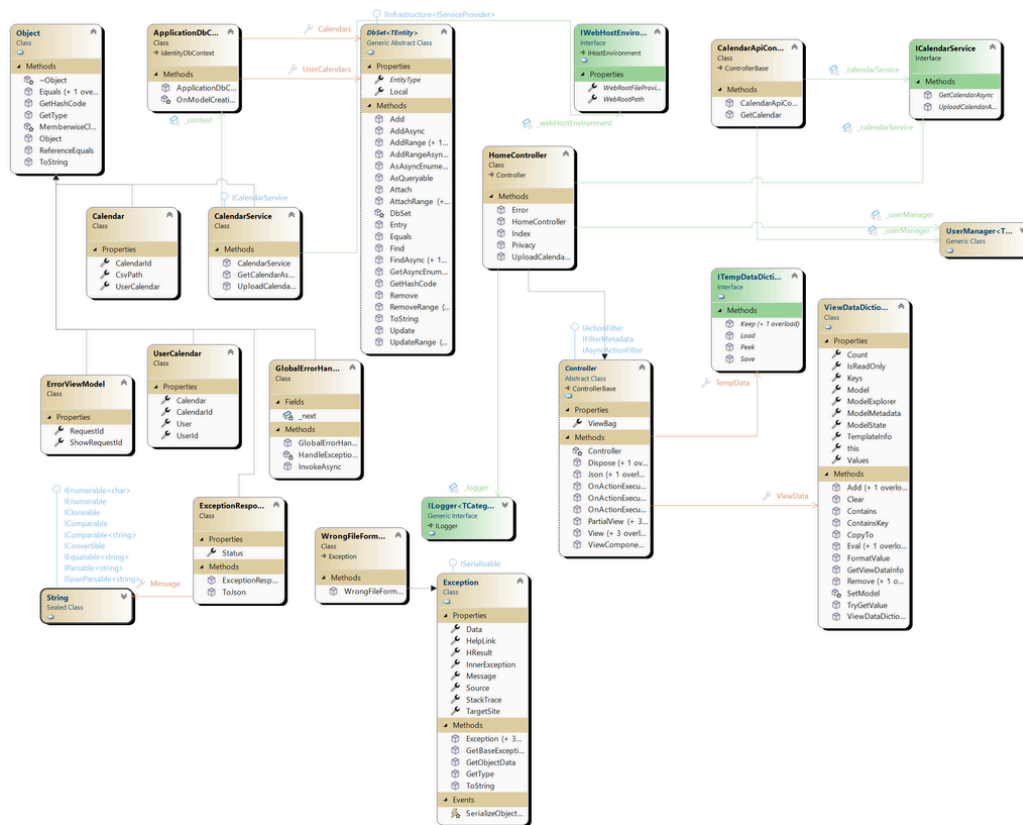 Object
Class
Methods
~Object
Equals (+ 1 ove...
GetHashCode
GetType
MemberwiseCl...
Object
ReferenceEquals
ToString
ApplicationDbC...
Class
IdentityDbContext
Methods
ApplicationDbC...
OnModelCreati...
Calendars
UserCalendars
_context
IInfrastructure<IServiceProvider>
DbSet<TEntity>
Generic Abstract Class
Properties
EntityType
Local
Methods
Add
AddAsync
AddRange (+ 1...
AddRangeAsyn...
AsAsyncEnume...
AsQueryable
Attach
AttachRange (+...
DbSet
Entry
Equals
Find
FindAsync (+ 1...
GetAsyncEnum...
GetHashCode
Remove
RemoveRange (...
ToString
Update
UpdateRange (...
IWebHostEnviro...
Interface
IHostEnvironment
Properties
WebRootFileProvi...
WebRootPath
_webHostEnvironment
CalendarApiCon...
Class
ControllerBase
Methods
CalendarApiCo...
GetCalendar
_calendarService
_calendarService
ICalendarService
Interface
Methods
GetCalendarAsync
UploadCalendarA...
HomeController
Class
Controller
Methods
Error
HomeController
Index
Privacy
UploadCalenda...
_userManager
_userManager
UserManager<T...
Generic Class
Calendar
Class
Properties
CalendarId
CsvPath
UserCalendar
ICalendarService
CalendarService
Class
Methods
CalendarService
GetCalendarAs...
UploadCalenda...
ITempDataDicti...
Interface
Methods
Keep (+ 1 overload)
Load
Peek
Save
TempData
ViewDataDictio...
Class
Properties
Count
IsReadOnly
Keys
Model
ModelExplorer
ModelMetadata
ModelState
TemplateInfo
this
Values
Methods
Add (+ 1 overlo...
Clear
Contains
ContainsKey
CopyTo
Eval (+ 1 overlo...
FormatValue
GetViewDataInfo
Remove (+ 1 o...
SetModel
TryGetValue
ViewDataDictio...
IActionFilter
IFilterMetadata
IAsyncActionFilter
Controller
Abstract Class
ControllerBase
Properties
ViewBag
Methods
Controller
Dispose (+ 1 ov...
Json (+ 1 overl...
OnActionExecu...
OnActionExecu...
OnActionExecu...
PartialView (+ 3...
View (+ 3 overl...
ViewCompone...
ViewData
ErrorViewModel
Class
Properties
RequestId
ShowRequestId
UserCalendar
Class
Properties
Calendar
CalendarId
User
UserId
GlobalErrorHan...
Class
Fields
_next
Methods
GlobalErrorHan...
HandleExceptio...
InvokeAsync
_logger
ILogger<TCateg...
Generic Interface
ILogger
IEnumerable<char>
IEnumerable
ICloneable
IComparable
IComparable<string>
IConvertible
IEquatable<string>
IParsable<string>
ISpanParsable<string>
String
Sealed Class
Message
ExceptionRespo...
Class
Properties
Status
Methods
ExceptionResp...
ToJson
WrongFileForm...
Class
Exception
Methods
WrongFileForm...
ISerializable
Exception
Class
Properties
Data
HelpLink
HResult
InnerException
Message
Source
StackTrace
TargetSite
Methods
Exception (+ 3...
GetBaseExcepti...
GetObjectData
GetType
ToString
Events
SerializeObject...